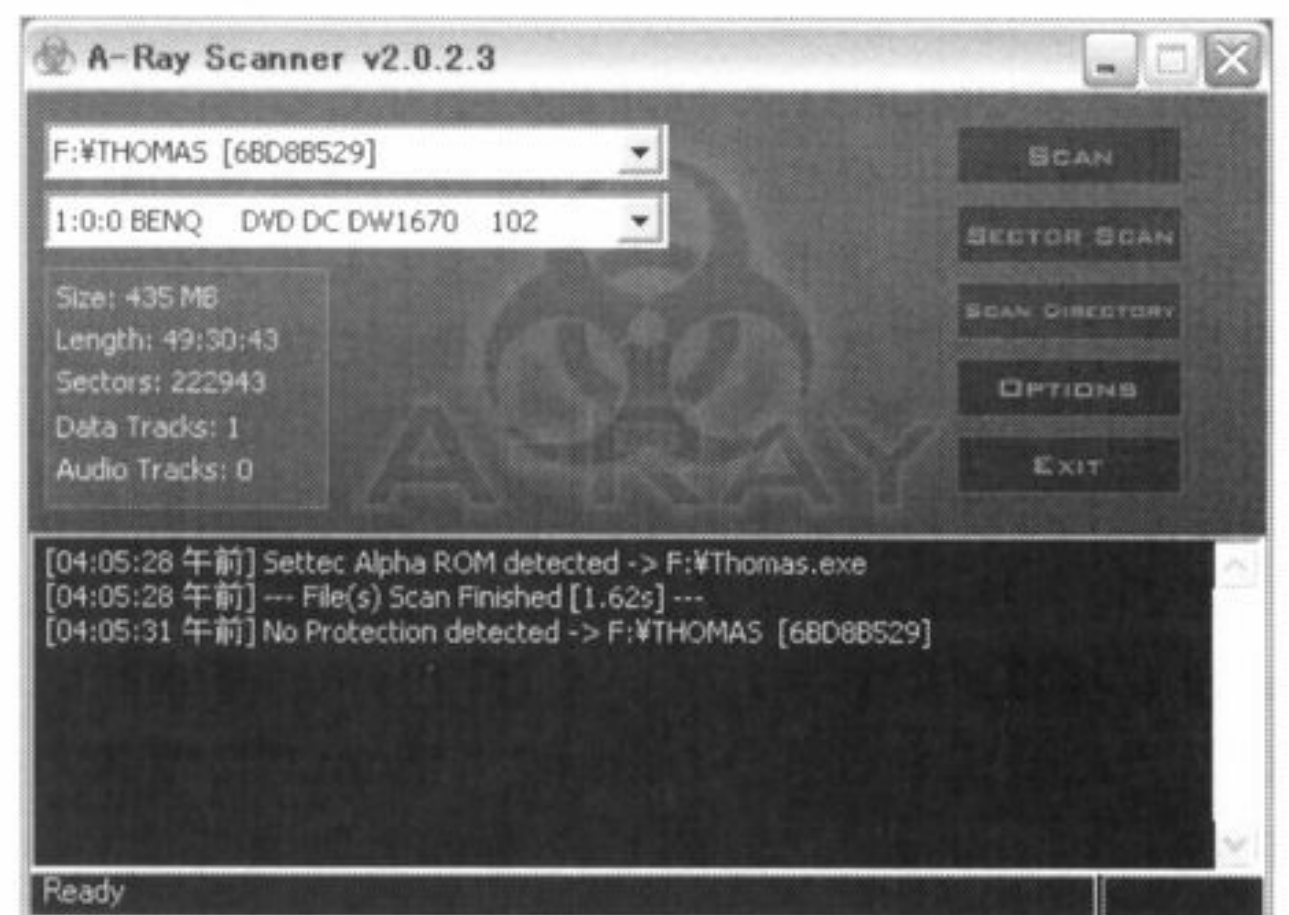 A-Ray Scanner v2.0.2.3
F:¥THOMAS [6BD8B529]
1:0:0 BENQ DVD DC DW1670 102
Size: 435 MB
Length: 49:30:43
Sectors: 222943
Data Tracks: 1
Audio Tracks: 0
SCAN
SECTOR SCAN
SCAN DIRECTORY
OPTIONS
EXIT
A RAY
[04:05:28 午前] Settec Alpha ROM detected -> F:¥Thomas.exe
[04:05:28 午前] --- File(s) Scan Finished [1.62s] ---
[04:05:31 午前] No Protection detected -> F:¥THOMAS [6BD8B529]
Ready